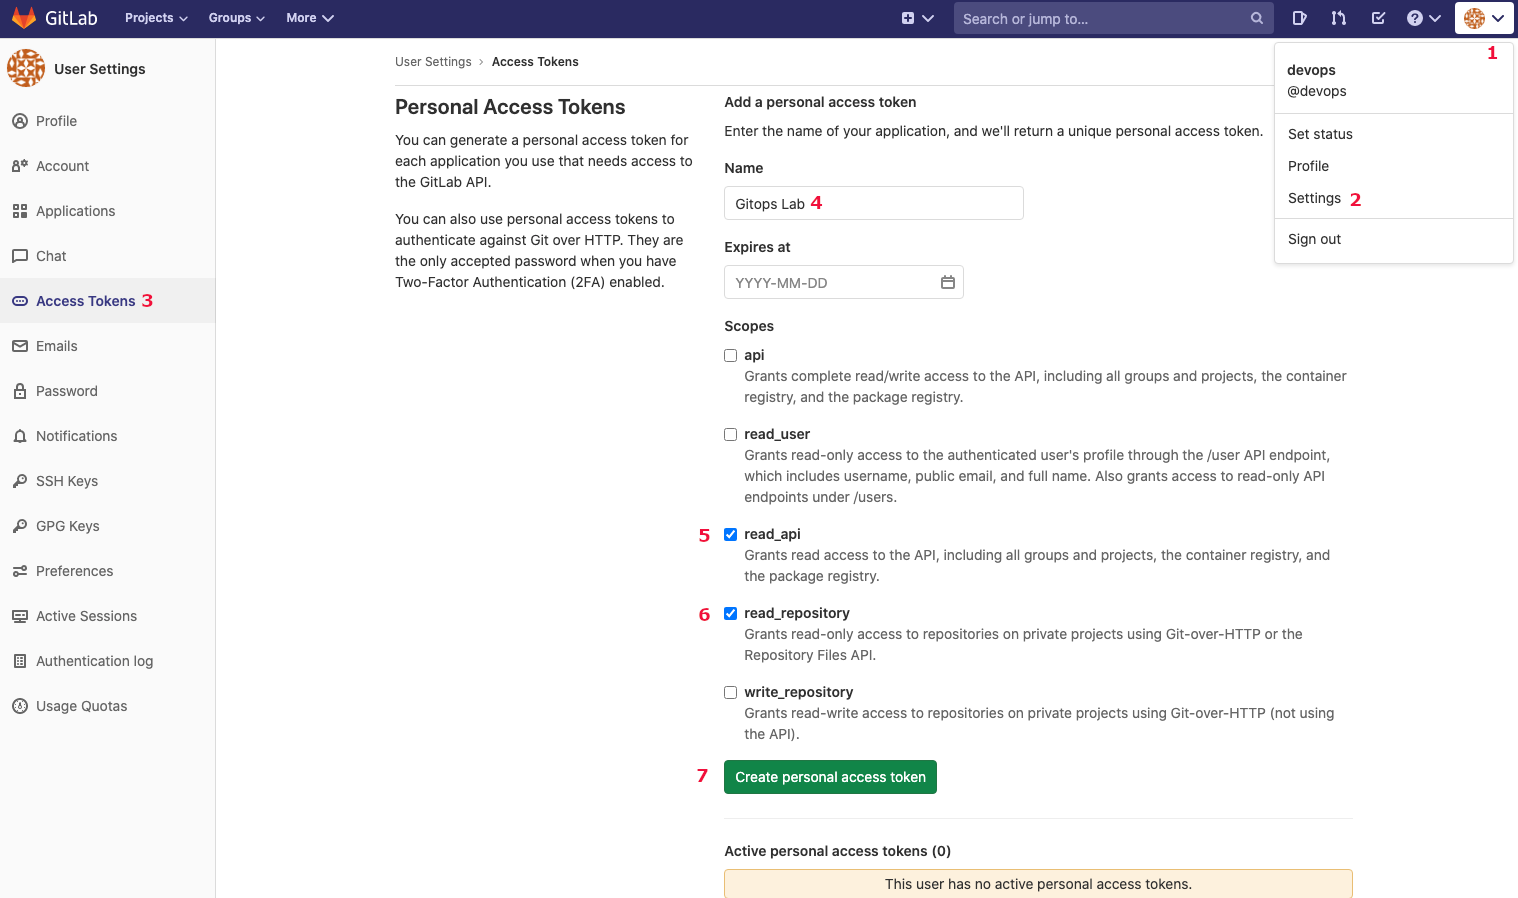 GitLab Projects Groups More Search or jump to...
User Settings
Profile
Account
Applications
Chat
Access Tokens 3
Emails
Password
Notifications
SSH Keys
GPG Keys
Preferences
Active Sessions
Authentication log
Usage Quotas
User Settings › Access Tokens
Personal Access Tokens
You can generate a personal access token for
each application you use that needs access to
the GitLab API.
You can also use personal access tokens to
authenticate against Git over HTTP. They are
the only accepted password when you have
Two-Factor Authentication (2FA) enabled.
Add a personal access token
Enter the name of your application, and we'll return a unique personal access token.
Name
Gitops Lab 4
Expires at
YYYY-MM-DD
Scopes
api
Grants complete read/write access to the API, including all groups and projects, the container
registry, and the package registry.
read_user
Grants read-only access to the authenticated user's profile through the /user API endpoint,
which includes username, public email, and full name. Also grants access to read-only API
endpoints under /users.
5 read_api
Grants read access to the API, including all groups and projects, the container registry, and
the package registry.
6 read_repository
Grants read-only access to repositories on private projects using Git-over-HTTP or the
Repository Files API.
write_repository
Grants read-write access to repositories on private projects using Git-over-HTTP (not using
the API).
7 Create personal access token
Active personal access tokens (0)
This user has no active personal access tokens.
1
devops
@devops
Set status
Profile
Settings 2
Sign out